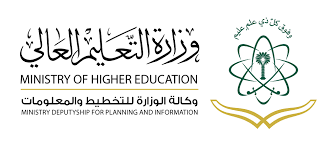 وزارة التعليم العالي
MINISTRY OF HIGHER EDUCATION
وكالة الوزارة للتخطيط والمعلومات
MINISTRY DEPUTYSHIP FOR PLANNING AND INFORMATION
وفوق كل ذي علم عليم